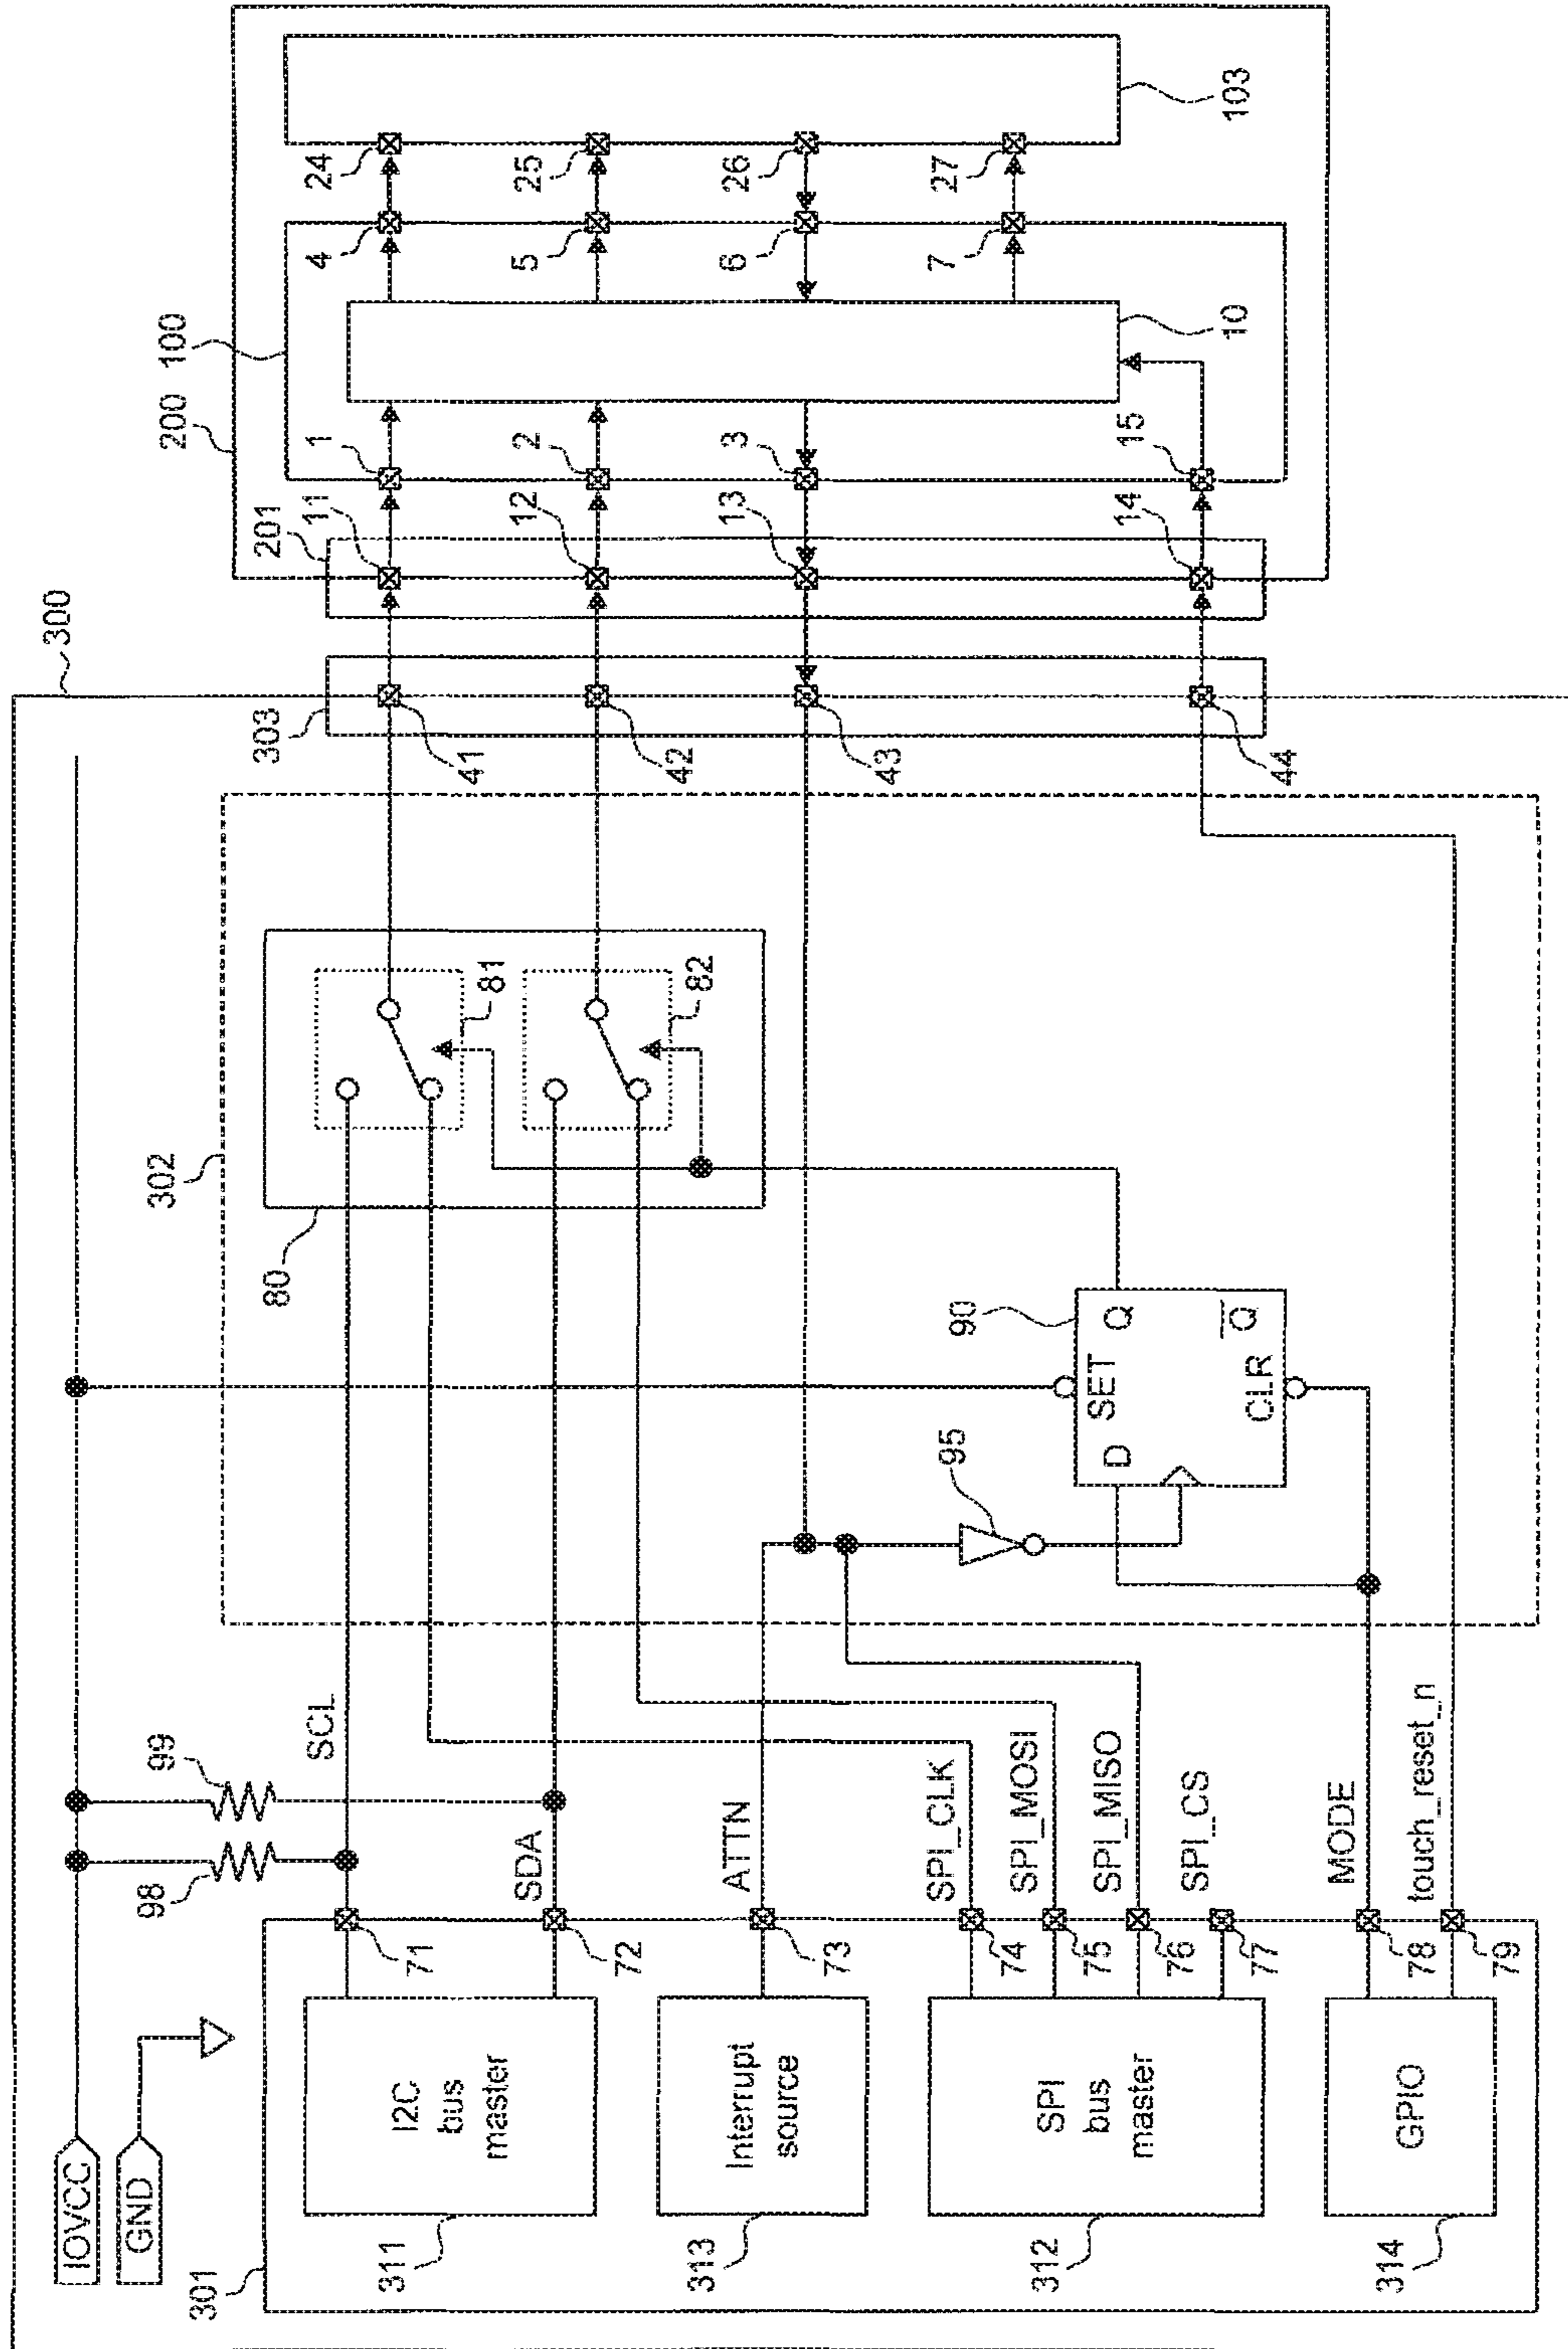 300
IOVCC
GND
301
98
99
SCL
SDA
ATTN
SPI_CLK
SPI_MOSI
SPI_MISO
SPI_CS
MODE
touch_reset_n
71
72
73
74
75
76
77
78
79
I2C
bus
master
311
Interrupt
source
313
SPI
bus
master
312
GPIO
314
302
80
81
82
90
SET
D
Q
CLR
Q
95
303
41
42
43
44
201
200
100
11
12
13
14
1
2
3
15
10
4
5
6
7
24
25
26
27
103